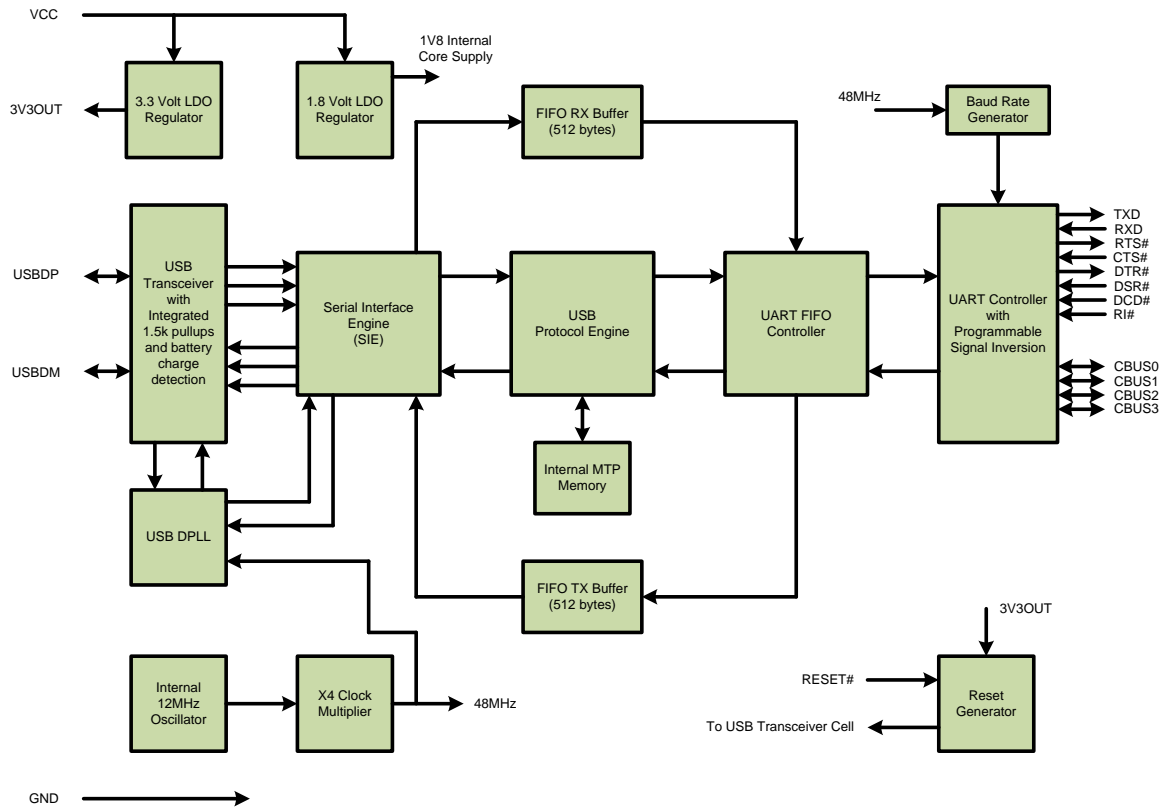 VCC
3.3 Volt LDO
Regulator
3V3OUT
1.8 Volt LDO
Regulator
1V8 Internal
Core Supply
FIFO RX Buffer
(512 bytes)
48MHz
Baud Rate
Generator
USBDP
USBDM
USB
Transceiver
with
Integrated
1.5k pullups
and battery
charge
detection
Serial Interface
Engine
(SIE)
USB
Protocol Engine
UART FIFO
Controller
UART Controller
with
Programmable
Signal Inversion
TXD
RXD
RTS#
CTS#
DTR#
DSR#
DCD#
RI#
CBUS0
CBUS1
CBUS2
CBUS3
Internal MTP
Memory
USB DPLL
FIFO TX Buffer
(512 bytes)
Internal
12MHz
Oscillator
X4 Clock
Multiplier
48MHz
3V3OUT
RESET#
To USB Transceiver Cell
Reset
Generator
GND